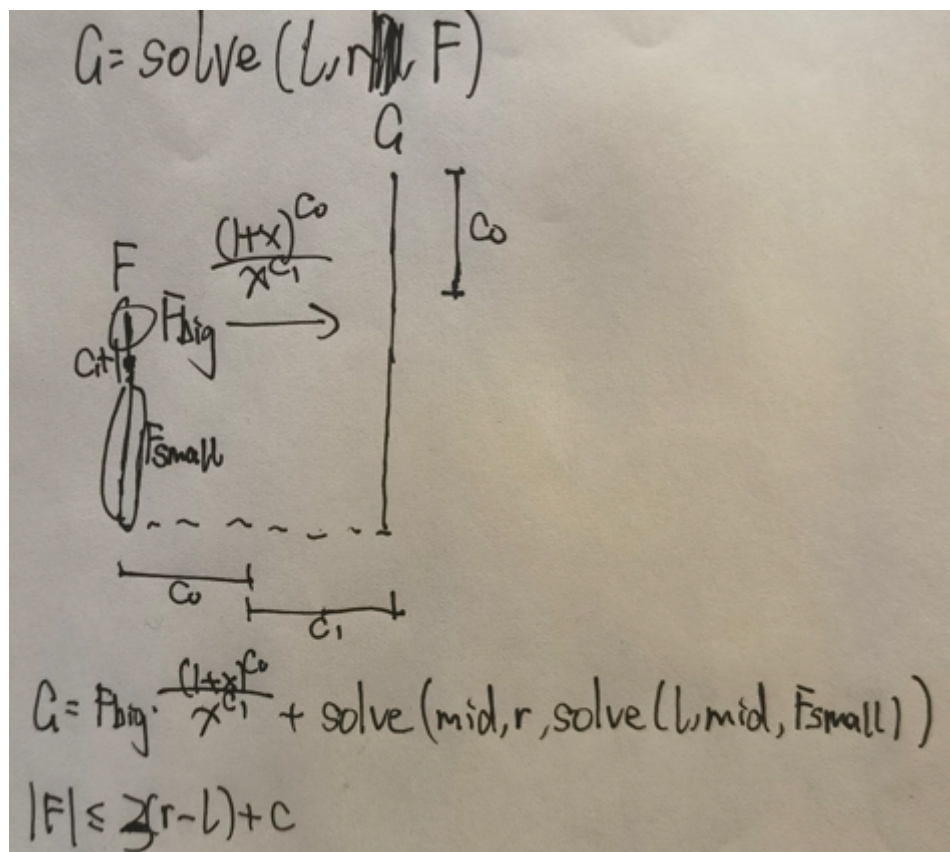 G = solve(l, r, F)
G
(1+x)^C0
x^C1
C0
F
Fbig
C1+1
Fsmall
C0
C1
G = Fbig · (1+x)^C0 / x^C1 + solve(mid, r, solve(l, mid, Fsmall))
|F| ≤ (r-l)+c